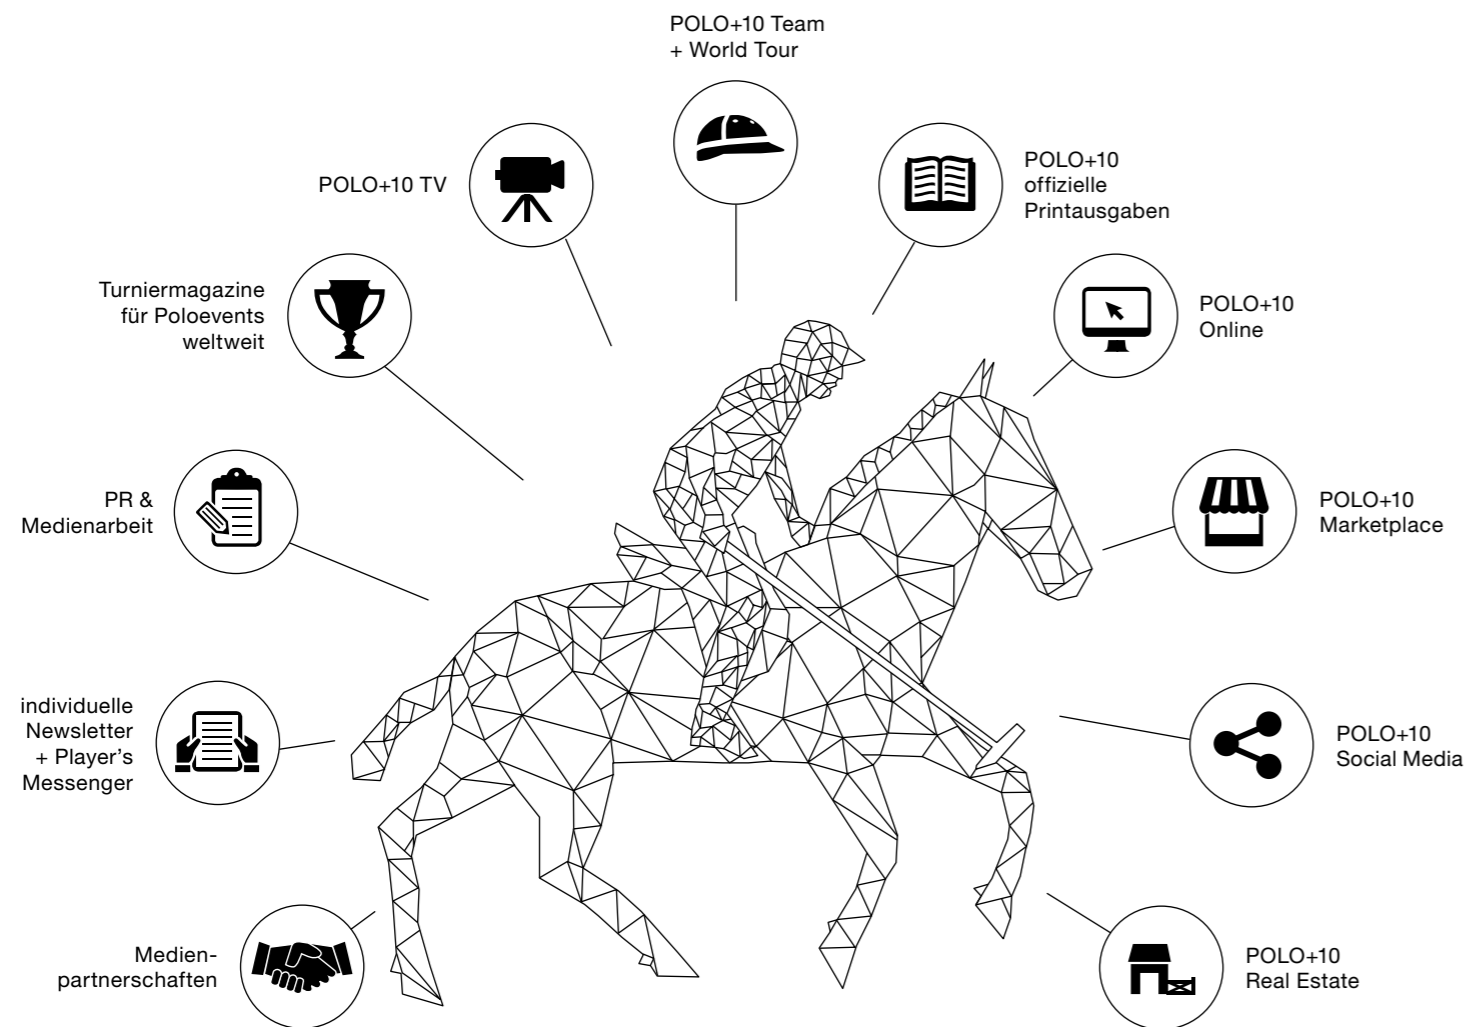 POLO+10 Team
+ World Tour
POLO+10 TV
POLO+10
offizielle
Printausgaben
Turniermagazine
für Poloevents
weltweit
POLO+10
Online
PR &
Medienarbeit
POLO+10
Marketplace
individuelle
Newsletter
+ Player's
Messenger
POLO+10
Social Media
Medien-
partnerschaften
POLO+10
Real Estate